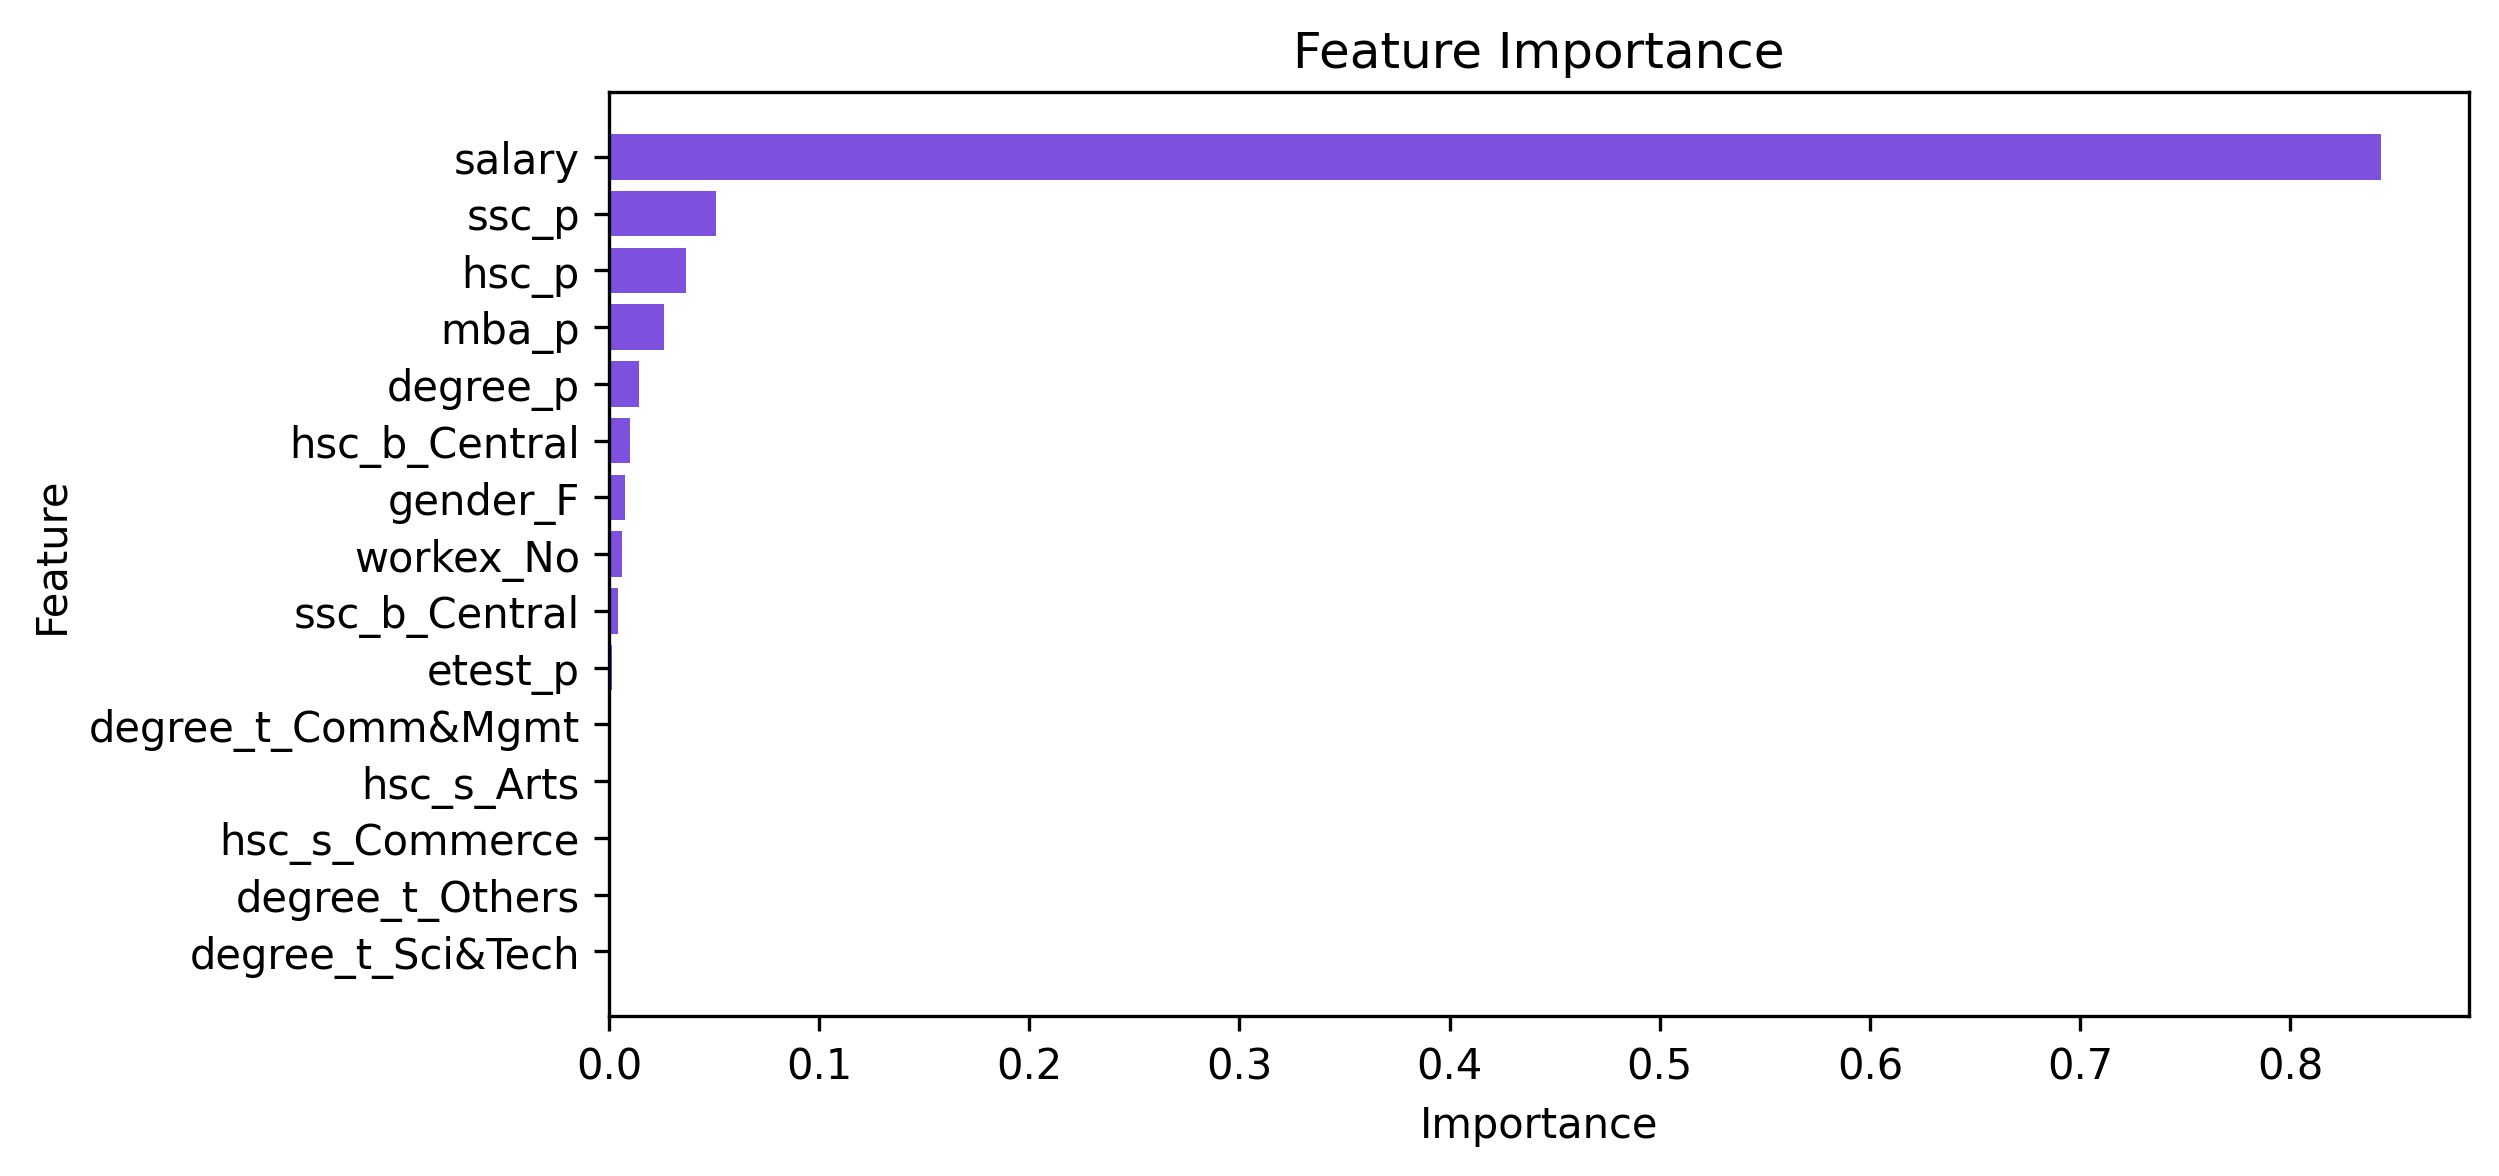 Feature Importance
salary
ssc_p
hsc_p
mba_p
degree_p
hsc_b_Central
gender_F
workex_No
ssc_b_Central
etest_p
degree_t_Comm&Mgmt
hsc_s_Arts
hsc_s_Commerce
degree_t_Others
degree_t_Sci&Tech
Feature
0.0 0.1 0.2 0.3 0.4 0.5 0.6 0.7 0.8
Importance